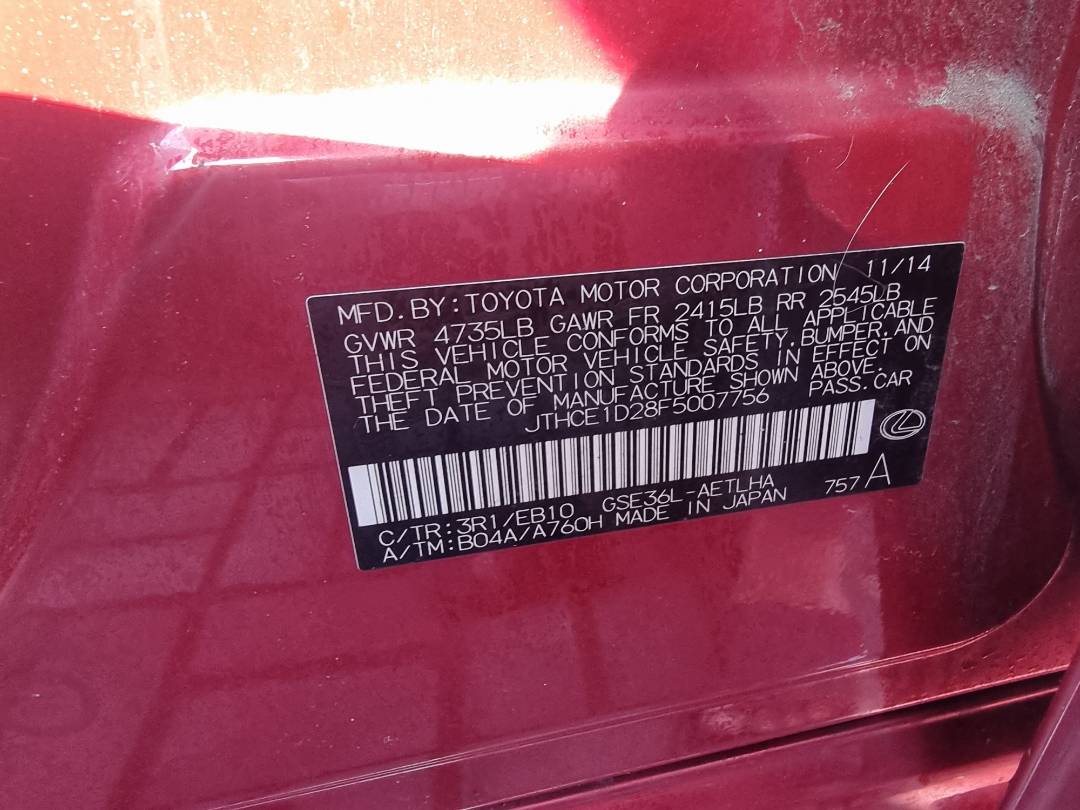 MFD. BY: TOYOTA MOTOR CORPORATION 11/14
GVWR 4735LB GAWR FR 2415LB RR 2545LB
THIS VEHICLE CONFORMS TO ALL APPLICABLE
FEDERAL MOTOR VEHICLE SAFETY, BUMPER, AND
THEFT PREVENTION STANDARDS IN EFFECT ON
THE DATE OF MANUFACTURE SHOWN ABOVE.
JTHCE1D28F5007756 PASS. CAR
C/TR: 3R1/EB10 GSE36L-AETLHA 757 A
A/TM: B04A/A760H MADE IN JAPAN